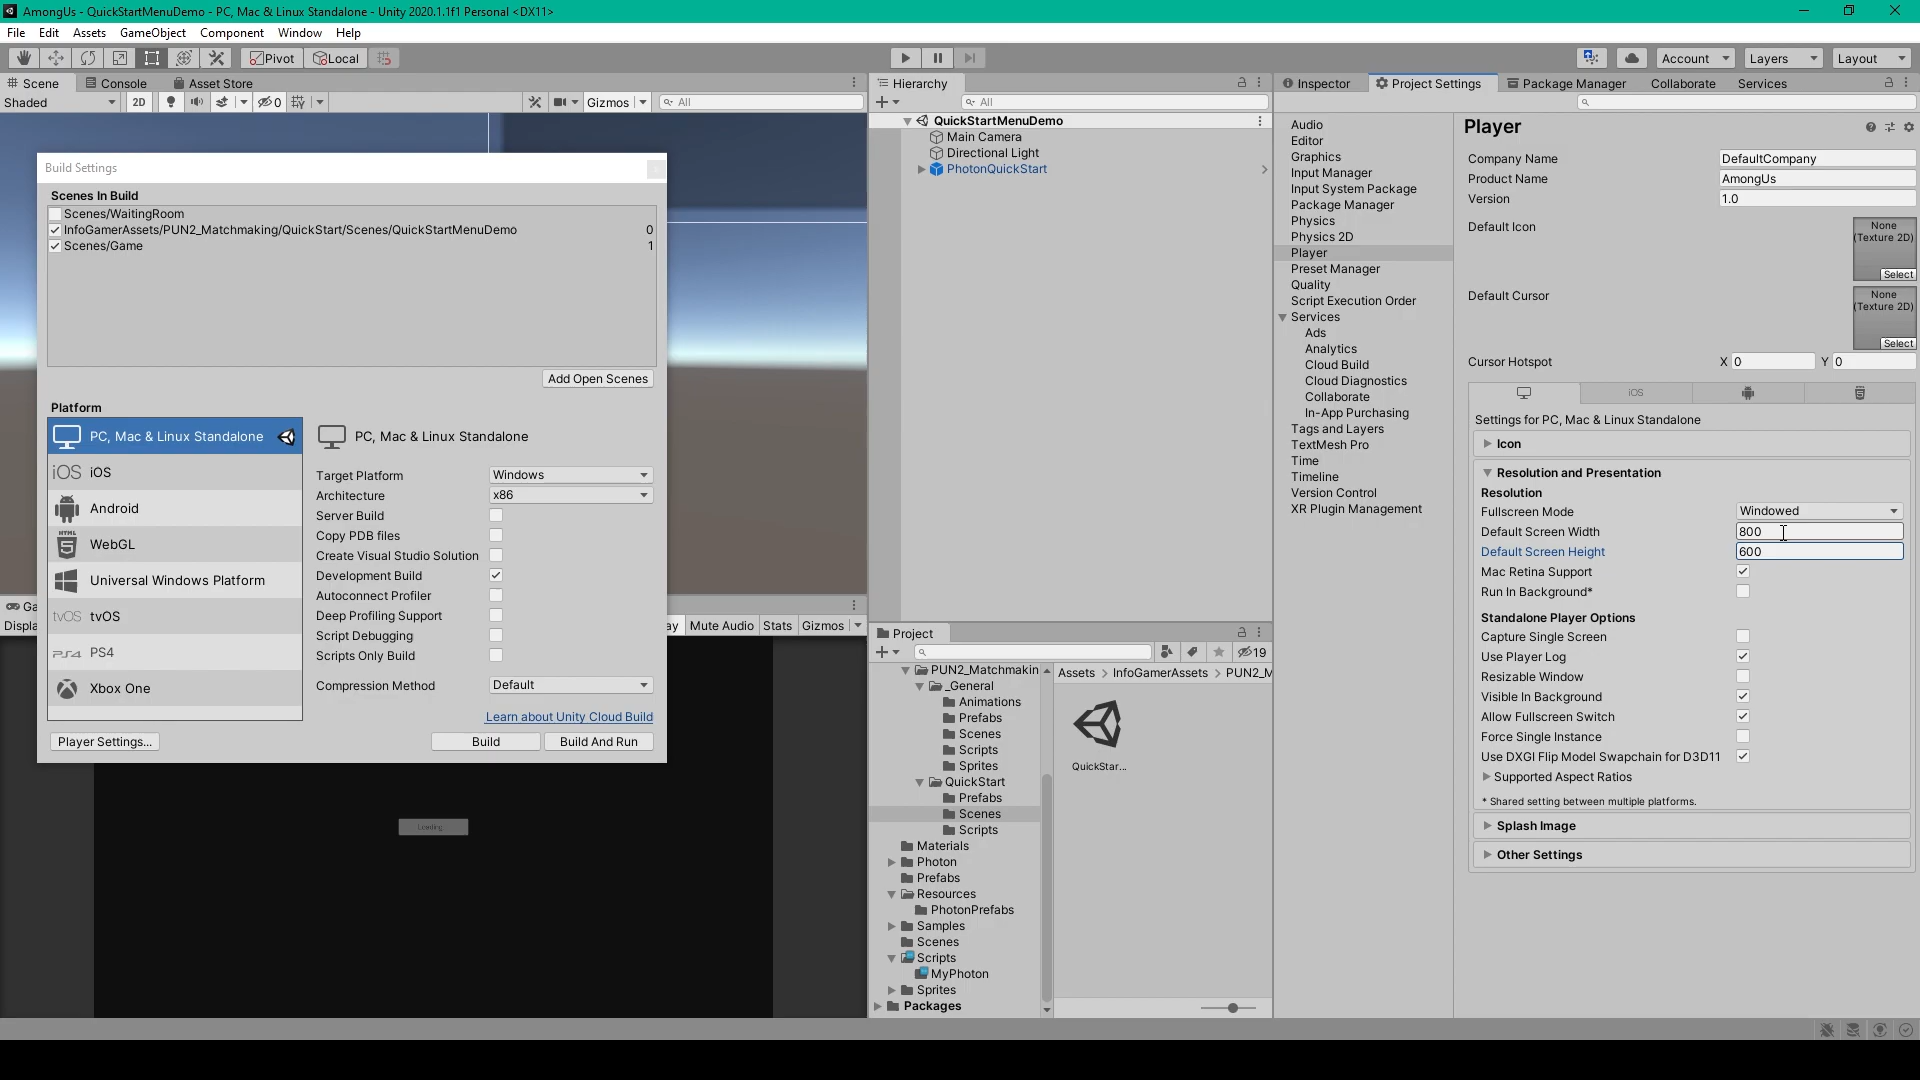 AmongUs - QuickStartMenuDemo - PC, Mac & Linux Standalone - Unity 2020.1.1f1 Personal <DX11>
File Edit Assets GameObject Component Window Help
Pivot Local Account Layers Layout
Scene Console Asset Store
Shaded 2D 0 Gizmos All
Build Settings
Scenes In Build
Scenes/WaitingRoom
InfoGamerAssets/PUN2_Matchmaking/QuickStart/Scenes/QuickStartMenuDemo 0
Scenes/Game 1
Add Open Scenes
Platform
PC, Mac & Linux Standalone
iOS iOS
Android
HTML WebGL
Universal Windows Platform
tvOS tvOS
PS4 PS4
Xbox One
PC, Mac & Linux Standalone
Target Platform Windows
Architecture x86
Server Build
Copy PDB files
Create Visual Studio Solution
Development Build
Autoconnect Profiler
Deep Profiling Support
Script Debugging
Scripts Only Build
Compression Method Default
Learn about Unity Cloud Build
Player Settings... Build Build And Run
Ga
Displa ay Mute Audio Stats Gizmos
Loading
Hierarchy
All
QuickStartMenuDemo
Main Camera
Directional Light
PhotonQuickStart
Project
19
PUN2_Matchmakin
_General
Animations
Prefabs
Scenes
Scripts
Sprites
QuickStart
Prefabs
Scenes
Scripts
Materials
Photon
Prefabs
Resources
PhotonPrefabs
Samples
Scenes
Scripts
MyPhoton
Sprites
Packages
Assets > InfoGamerAssets > PUN2_M
QuickStar...
Inspector Project Settings Package Manager Collaborate Services
Audio
Editor
Graphics
Input Manager
Input System Package
Package Manager
Physics
Physics 2D
Player
Preset Manager
Quality
Script Execution Order
Services
Ads
Analytics
Cloud Build
Cloud Diagnostics
Collaborate
In-App Purchasing
Tags and Layers
TextMesh Pro
Time
Timeline
Version Control
XR Plugin Management
Player
Company Name DefaultCompany
Product Name AmongUs
Version 1.0
Default Icon None
(Texture 2D)
Select
Default Cursor None
(Texture 2D)
Select
Cursor Hotspot X 0 Y 0
iOS
Settings for PC, Mac & Linux Standalone
Icon
Resolution and Presentation
Resolution
Fullscreen Mode Windowed
Default Screen Width 800
Default Screen Height 600
Mac Retina Support
Run In Background*
Standalone Player Options
Capture Single Screen
Use Player Log
Resizable Window
Visible In Background
Allow Fullscreen Switch
Force Single Instance
Use DXGI Flip Model Swapchain for D3D11
Supported Aspect Ratios
* Shared setting between multiple platforms.
Splash Image
Other Settings